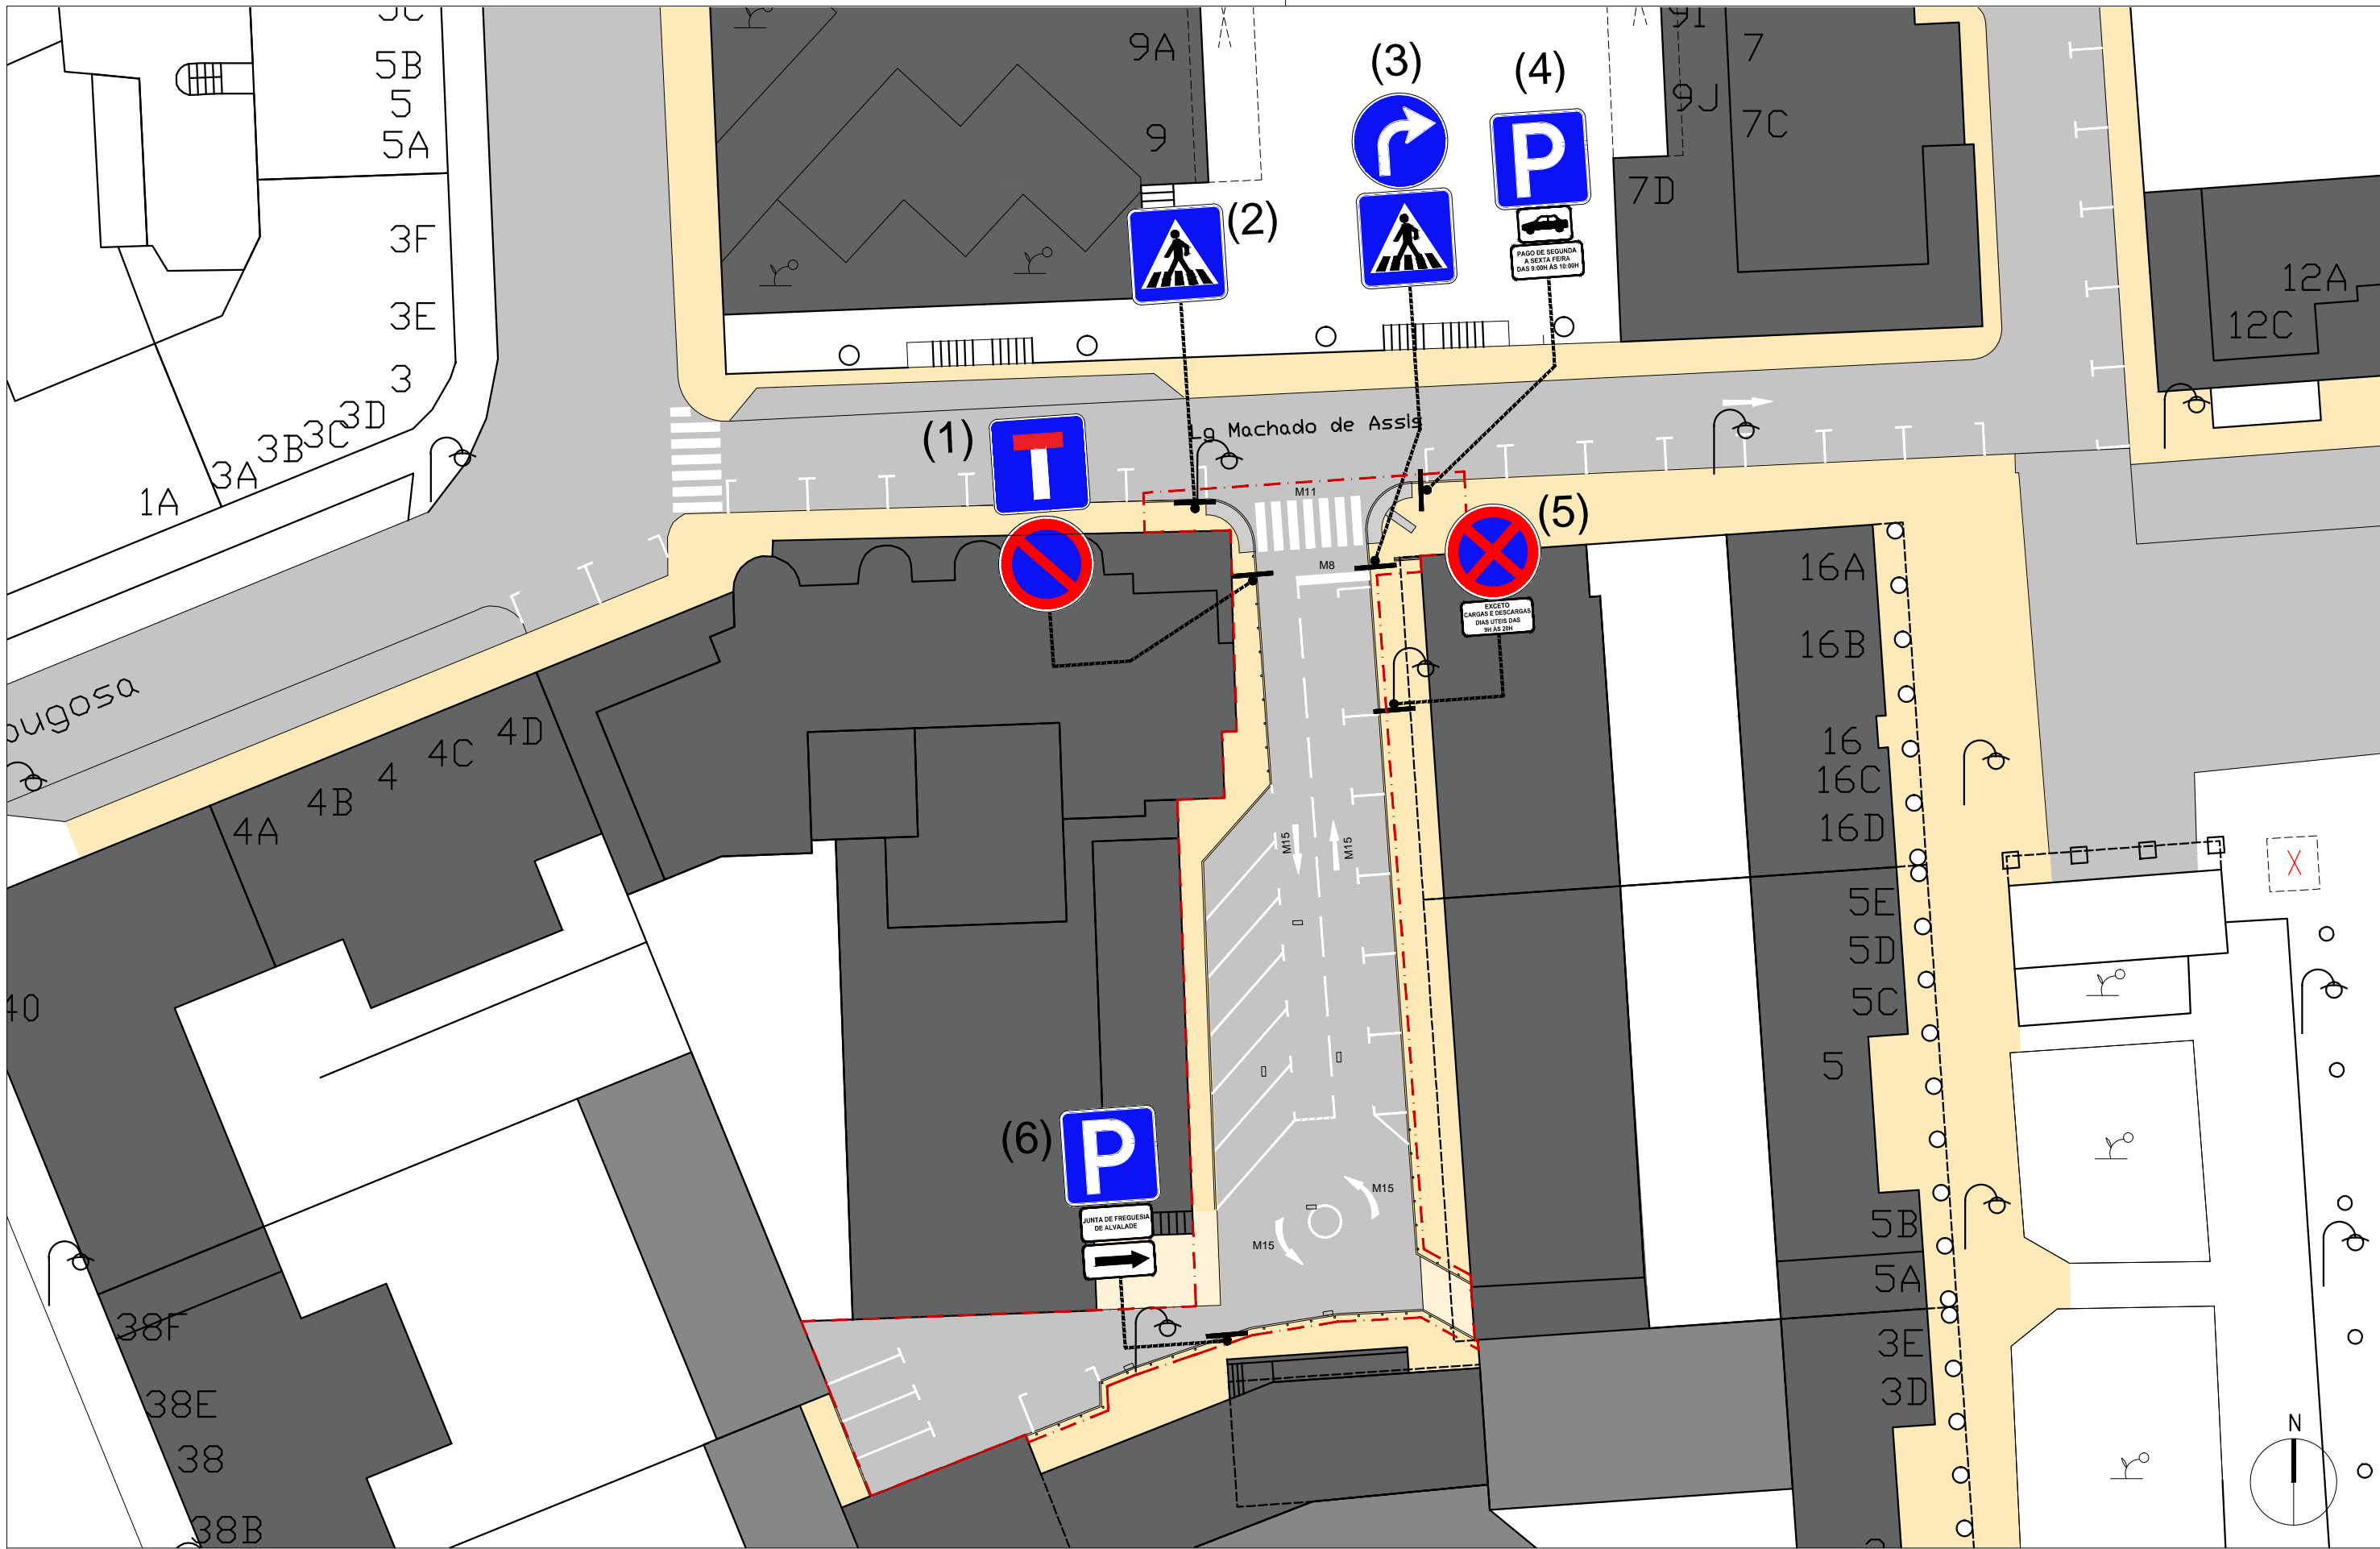 5C
5B
5
5A
3F
3E
3
3D
3C
3B
3A
1A
9A
9
(3)
(4)
9I
9J
7
7C
7D
P
PAGO DE SEGUNDA
A SEXTA FEIRA
DAS 9:00H ÀS 10:00H
(2)
12A
12C
(1)
Lg Machado de Assis
M11
M8
(5)
EXCETO
CARGAS E DESCARGAS
DIAS UTEIS DAS
9H ÀS 20H
16A
16B
16
16C
16D
ougosa
4D
4C
4
4B
4A
M15
M15
5E
5D
5C
5
40
(6)
P
JUNTA DE FREGUESIA
DE ALVALADE
M15
M15
5B
5A
3E
3D
38F
38E
38
38B
N